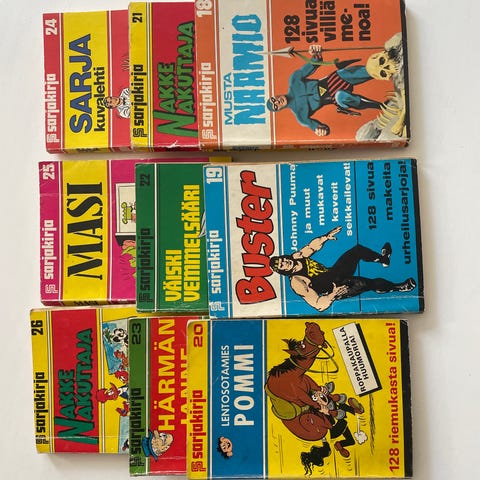 24
sarjakirja
SARJA
kuvalehti
21
sarjakirja
NAKKE
NAKUTTAJA
18
sarjakirja
MUSTA
NAAMIO
128
sivua
villiä
me-
noa!
25
sarjakirja
MASI
22
sarjakirja
VÄISKI
VEMMELSÄÄRI
19
sarjakirja
Buster
Johnny Puuma
ja muut
mukavat
kaverit
seikkailevat!
128 sivua
makeita
urheilusarjoja!
26
sarjakirja
NAKKE
NAKUTTAJA
23
sarjakirja
HÄRMÄN
20
sarjakirja
LENTOSOTAMIES
POMMI
ROPPAKAUPALLA
HUUMORIA!
128 riemukasta sivua!